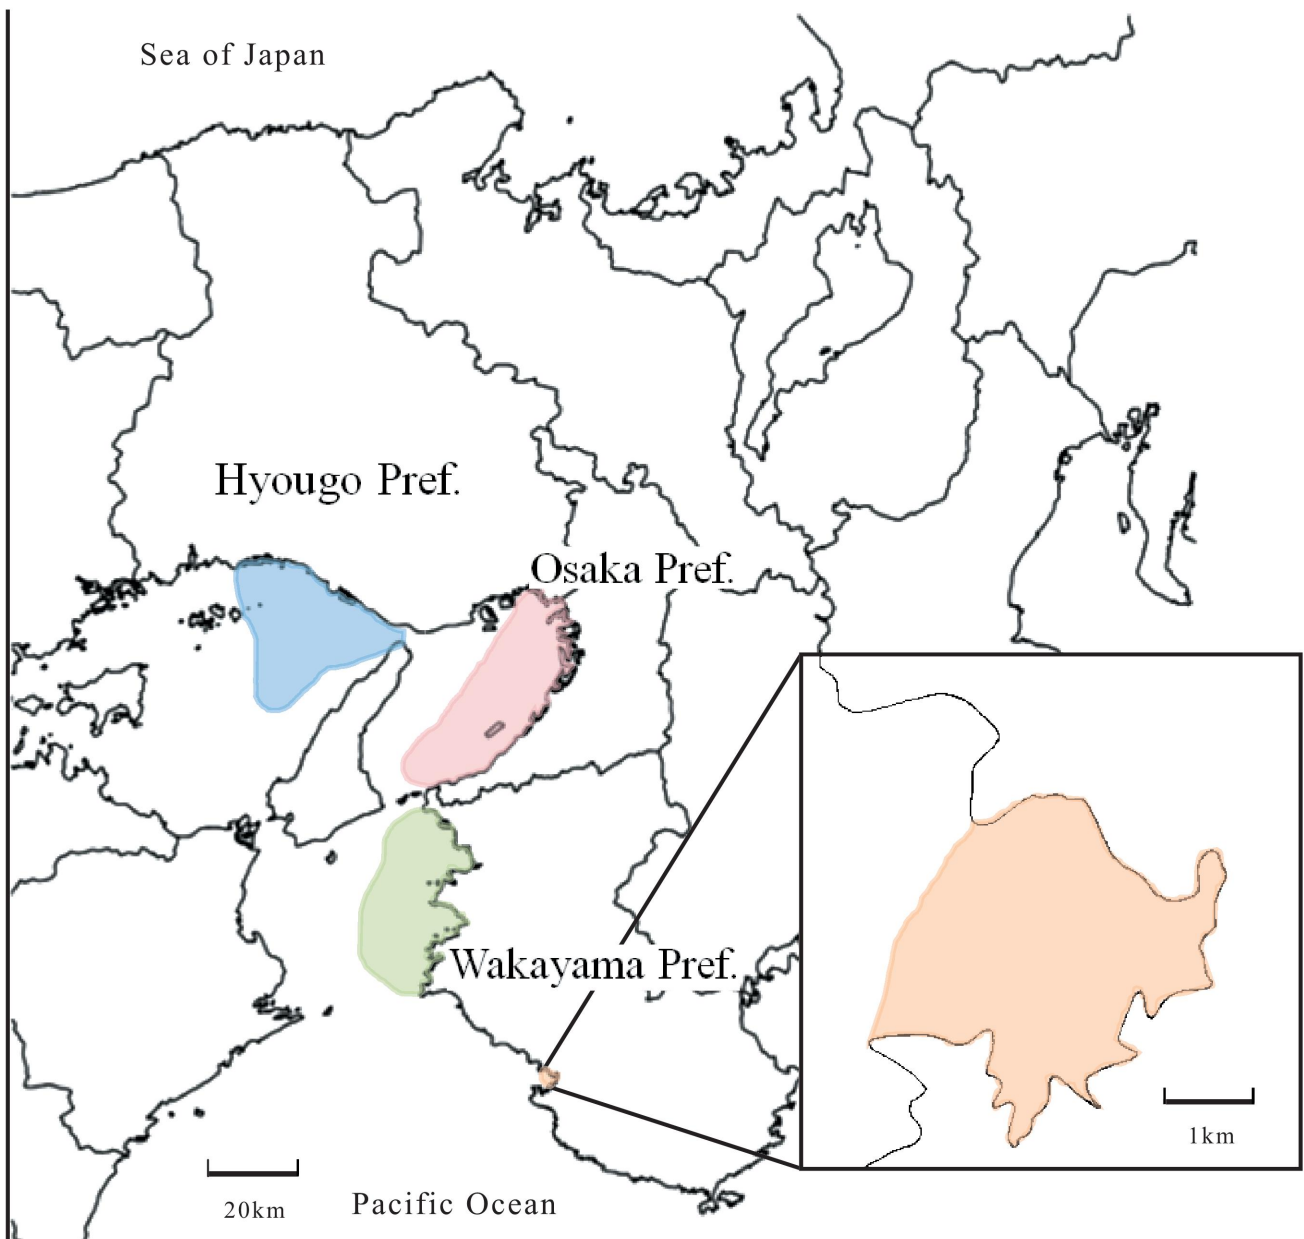 Sea of Japan
Hyougo Pref.
Osaka Pref.
Wakayama Pref.
1km
20km
Pacific Ocean